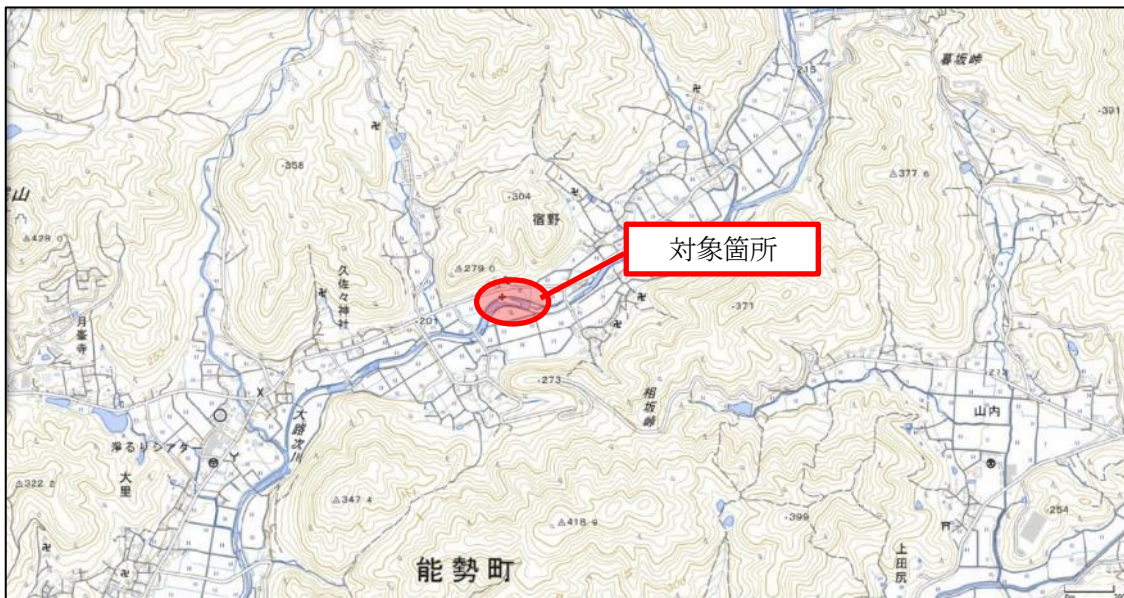 暮坂峠
・215
・391
・358
△377.6
・304
宿野
対象箇所
△428.0
△279.0
久佐々神社
・201
月峯寺
・371
・273
相坂峠
・213
山内
大路次川
浄るりシアター
大里
△322.2
△347.4
△418.9
・399
・254
能勢町
上田尻